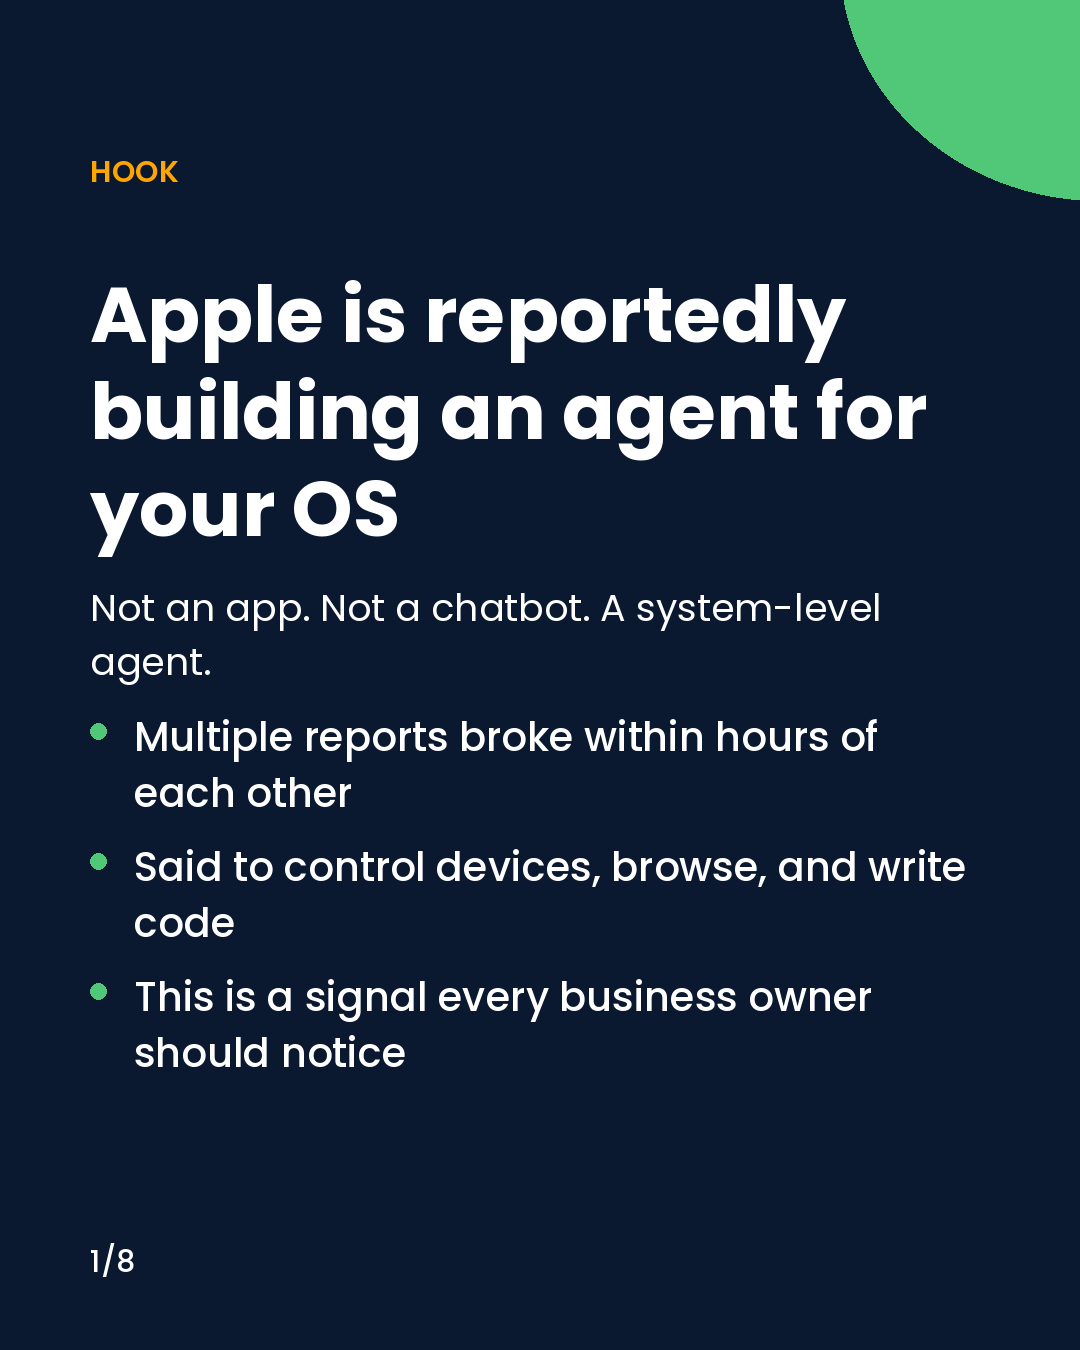 HOOK
Apple is reportedly
building an agent for
your OS
Not an app. Not a chatbot. A system-level
agent.
Multiple reports broke within hours of
each other
Said to control devices, browse, and write
code
This is a signal every business owner
should notice
1/8